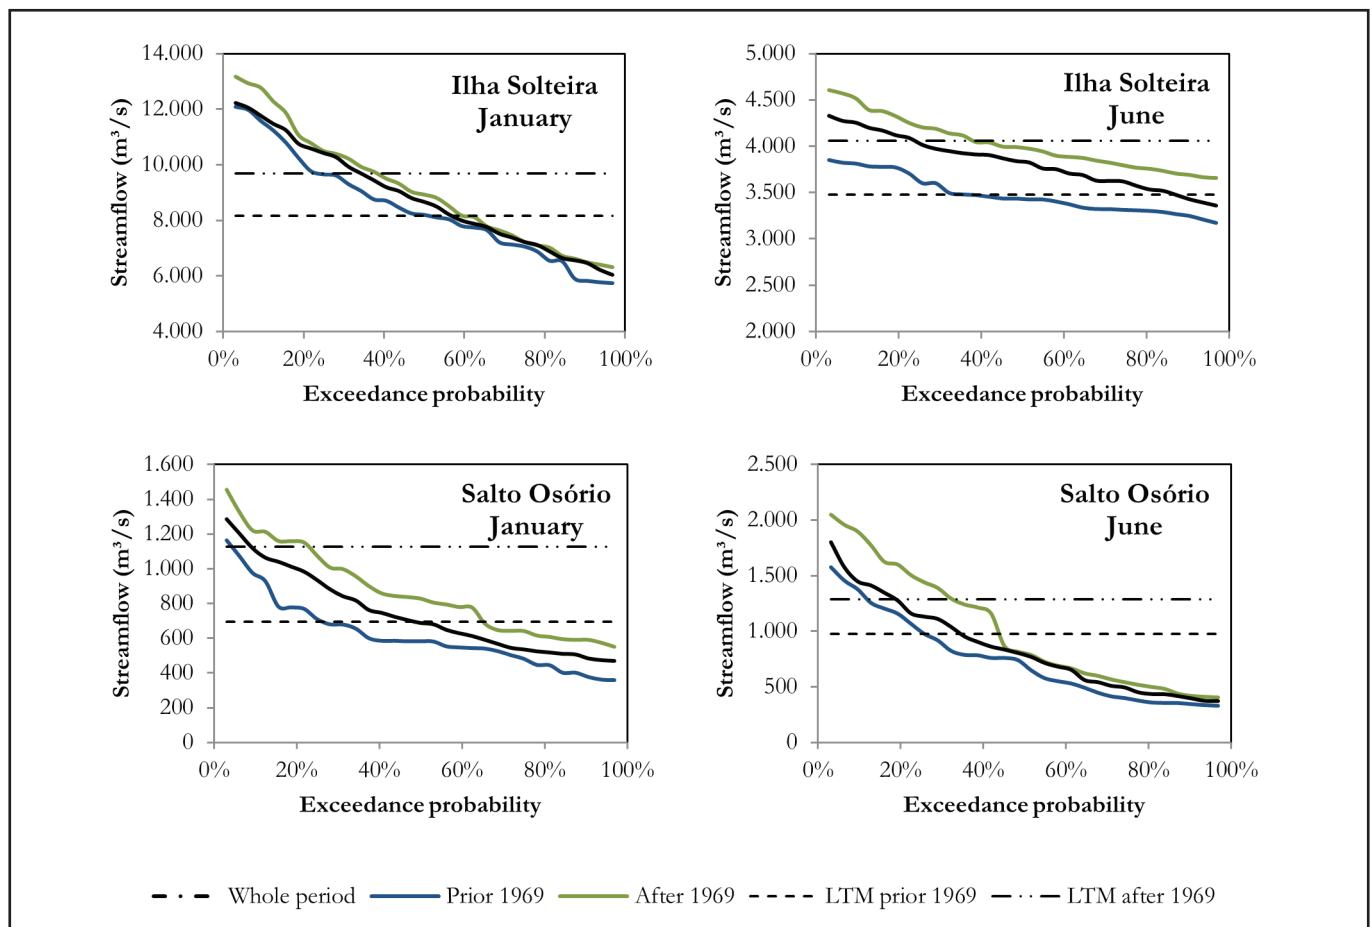 Ilha Solteira
January
Streamflow (m³/s)
14.000
12.000
10.000
8.000
6.000
4.000
0% 20% 40% 60% 80% 100%
Exceedance probability
Ilha Solteira
June
Streamflow (m³/s)
5.000
4.500
4.000
3.500
3.000
2.500
2.000
0% 20% 40% 60% 80% 100%
Exceedance probability
Salto Osório
January
Streamflow (m³/s)
1.600
1.400
1.200
1.000
800
600
400
200
0
0% 20% 40% 60% 80% 100%
Exceedance probability
Salto Osório
June
Streamflow (m³/s)
2.500
2.000
1.500
1.000
500
0
0% 20% 40% 60% 80% 100%
Exceedance probability
Whole period Prior 1969 After 1969 LTM prior 1969 LTM after 1969